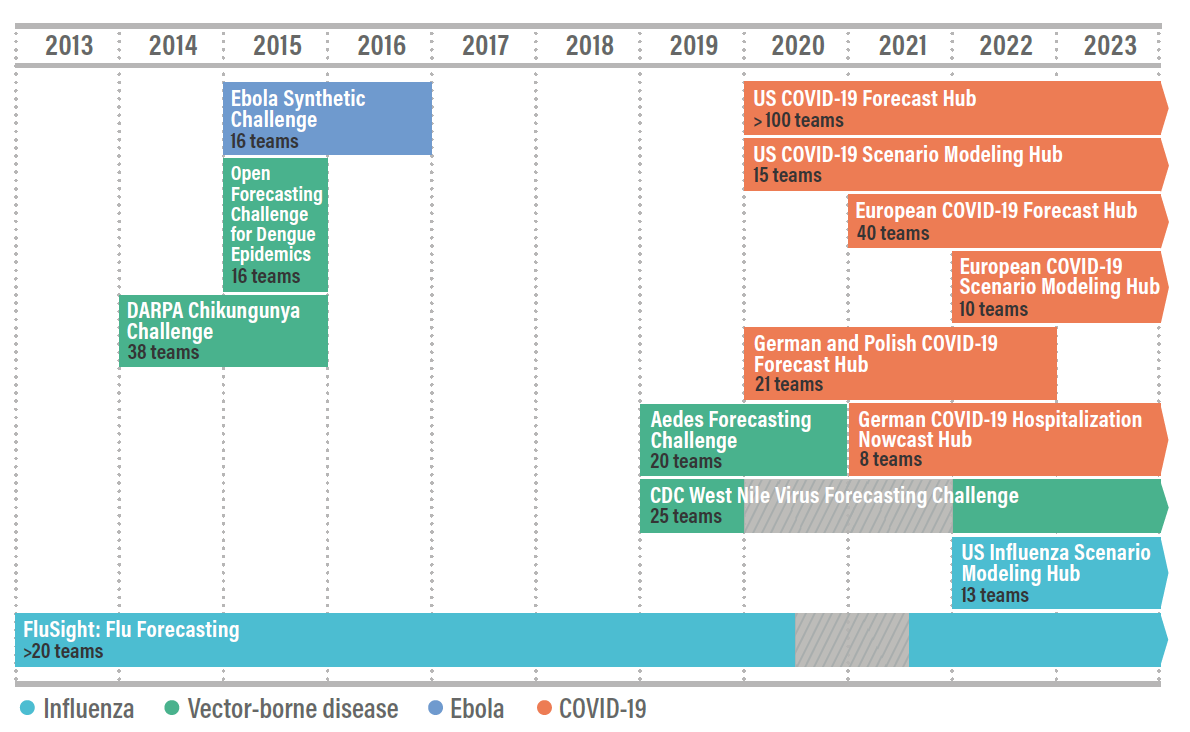 2013 2014 2015 2016 2017 2018 2019 2020 2021 2022 2023
Ebola Synthetic
Challenge
16 teams
Open
Forecasting
Challenge
for Dengue
Epidemics
16 teams
DARPA Chikungunya
Challenge
38 teams
US COVID-19 Forecast Hub
> 100 teams
US COVID-19 Scenario Modeling Hub
15 teams
European COVID-19 Forecast Hub
40 teams
European COVID-19
Scenario Modeling Hub
10 teams
German and Polish COVID-19
Forecast Hub
21 teams
Aedes Forecasting
Challenge
20 teams
German COVID-19 Hospitalization
Nowcast Hub
8 teams
CDC West Nile Virus Forecasting Challenge
25 teams
US Influenza Scenario
Modeling Hub
13 teams
FluSight: Flu Forecasting
>20 teams
Influenza Vector-borne disease Ebola COVID-19